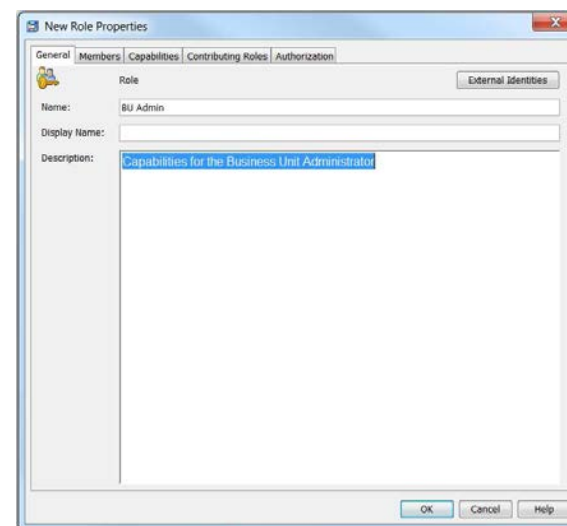 New Role Properties
General Members Capabilities Contributing Roles Authorization
Role
External Identities
Name: BU Admin
Display Name:
Description: Capabilities for the Business Unit Administrator
OK Cancel Help